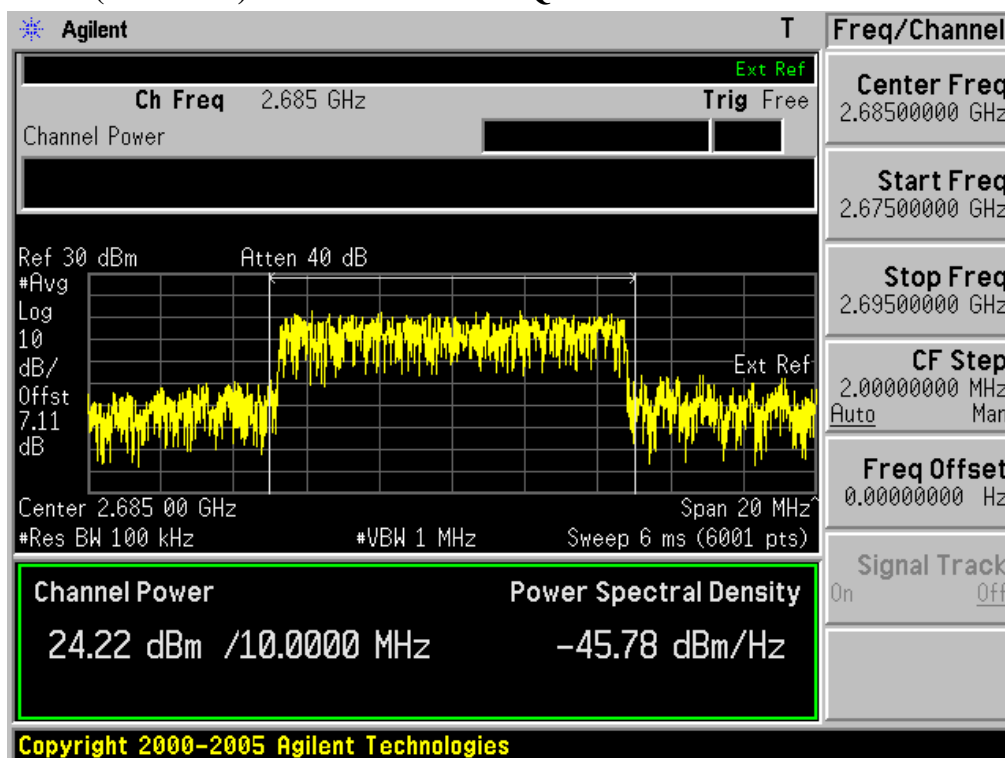 Agilent T Freq/Channel
Ext Ref
Ch Freq 2.685 GHz Trig Free
Channel Power
Center Freq
2.68500000 GHz
Start Freq
2.67500000 GHz
Stop Freq
2.69500000 GHz
CF Step
2.00000000 MHz
Auto Man
Freq Offset
0.00000000 Hz
Signal Track
On Off
Ref 30 dBm Atten 40 dB
#Avg
Log
10
dB/
Offst
7.11
dB
Ext Ref
Center 2.685 00 GHz Span 20 MHz^
#Res BW 100 kHz #VBW 1 MHz Sweep 6 ms (6001 pts)
Channel Power Power Spectral Density
24.22 dBm /10.0000 MHz -45.78 dBm/Hz
Copyright 2000-2005 Agilent Technologies